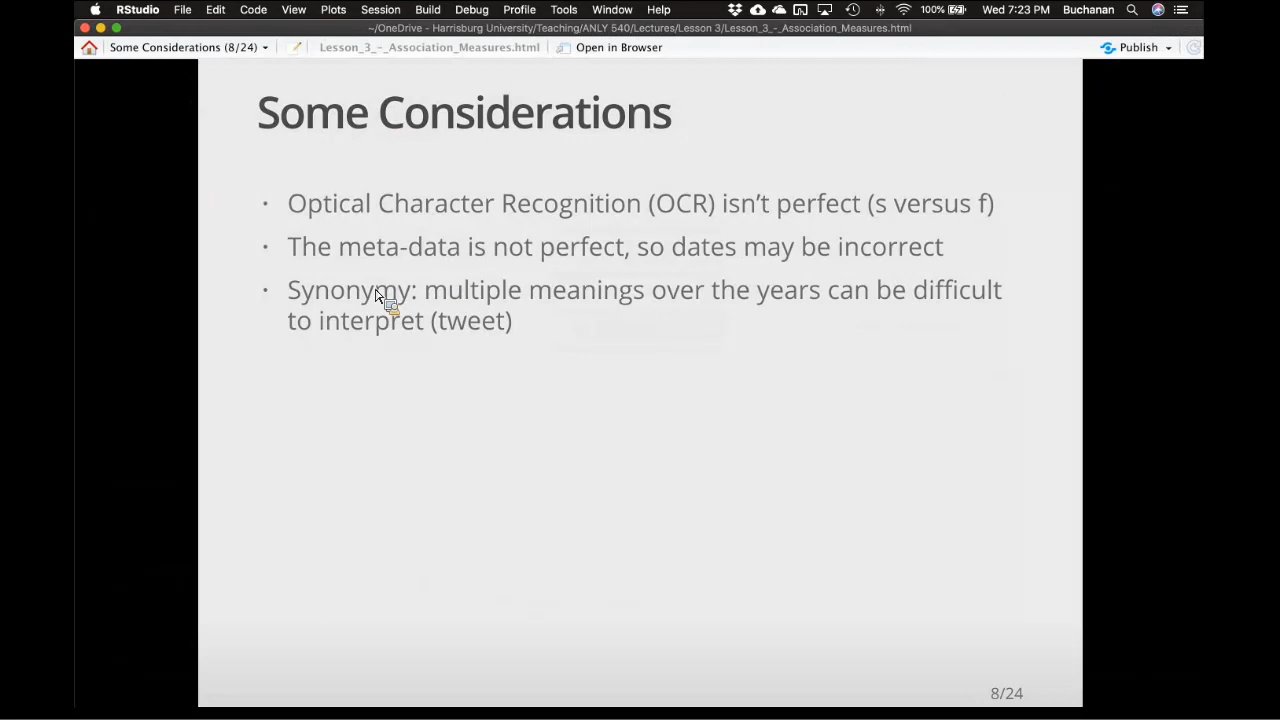 RStudio File Edit Code View Plots Session Build Debug Profile Tools Window Help 100% Wed 7:23 PM Buchanan
~/OneDrive - Harrisburg University/Teaching/ANLY 540/Lectures/Lesson 3/Lesson_3_-_Association_Measures.html
Some Considerations (8/24) Lesson_3_-_Association_Measures.html Open in Browser Publish
Some Considerations
• Optical Character Recognition (OCR) isn’t perfect (s versus f)
• The meta-data is not perfect, so dates may be incorrect
• Synonymy: multiple meanings over the years can be difficult
to interpret (tweet)
8/24